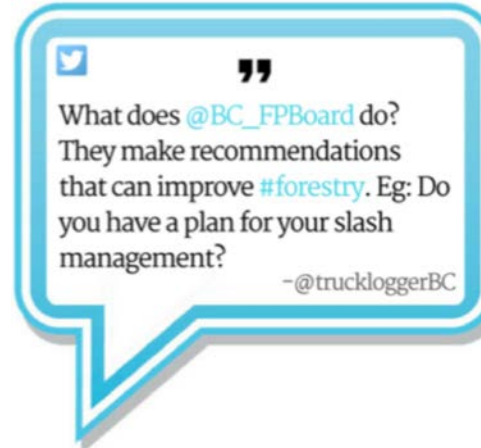 ”
What does @BC_FPBoard do?
They make recommendations
that can improve #forestry. Eg: Do
you have a plan for your slash
management?
-@truckloggerBC